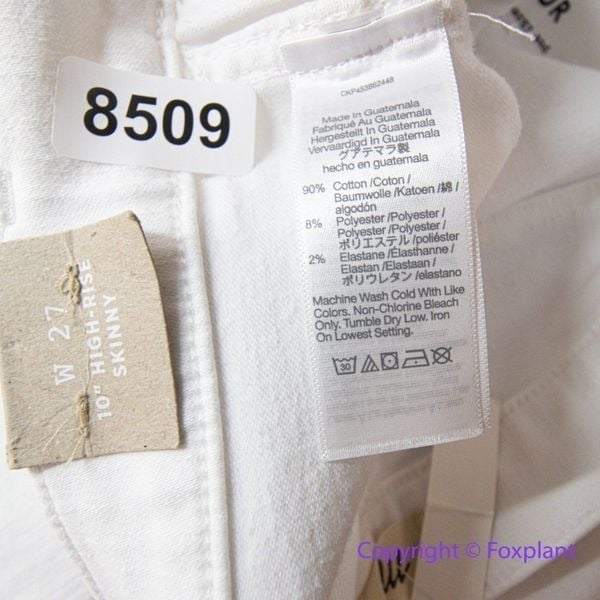 8509
W 27
10" HIGH-RISE
SKINNY
CKP453862448
Made In Guatemala
Fabriqué Au Guatemala
Hergestellt In Guatemala
Vervaardigd In Guatemala
グアテマラ製
hecho en guatemala
90% Cotton /Coton /
Baumwolle /Katoen /綿 /
algodón
8% Polyester /Polyester /
Polyester /Polyester /
ポリエステル /poliéster
2% Elastane /Élasthanne /
Elastan /Elastaan /
ポリウレタン /elastano
Machine Wash Cold With Like
Colors. Non-Chlorine Bleach
Only. Tumble Dry Low. Iron
On Lowest Setting.
30
Copyright © Foxplant